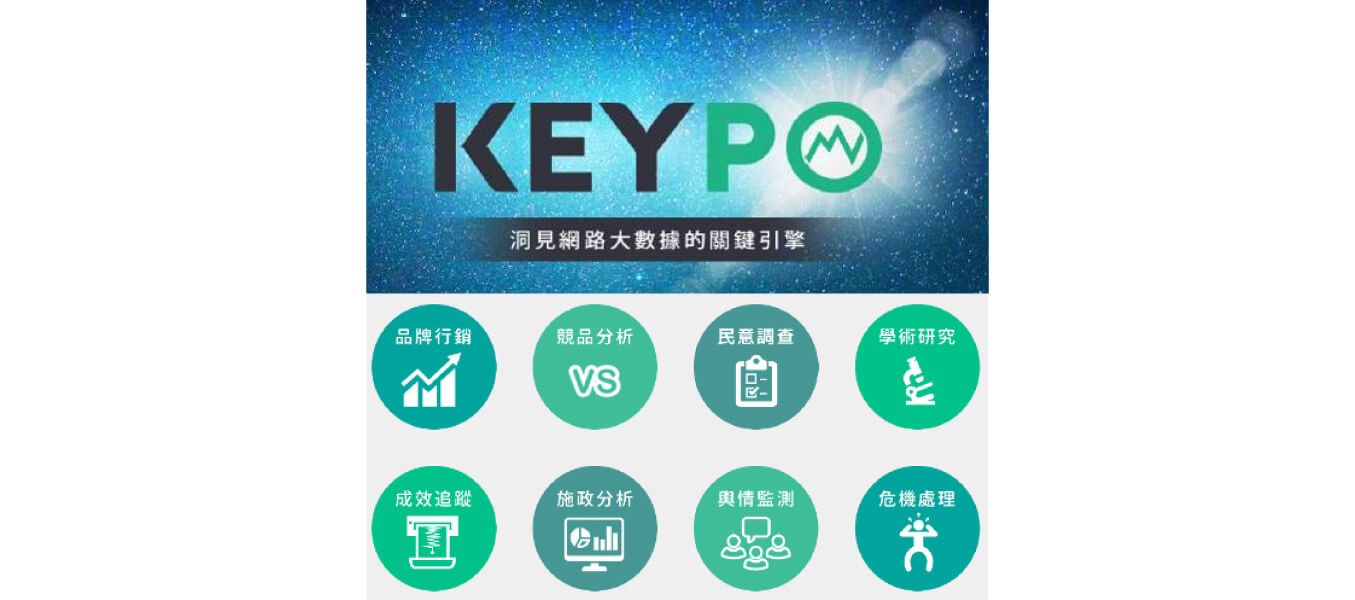 KEYPO
洞見網路大數據的關鍵引擎
品牌行銷
競品分析
VS
民意調查
學術研究
成效追蹤
施政分析
輿情監測
危機處理